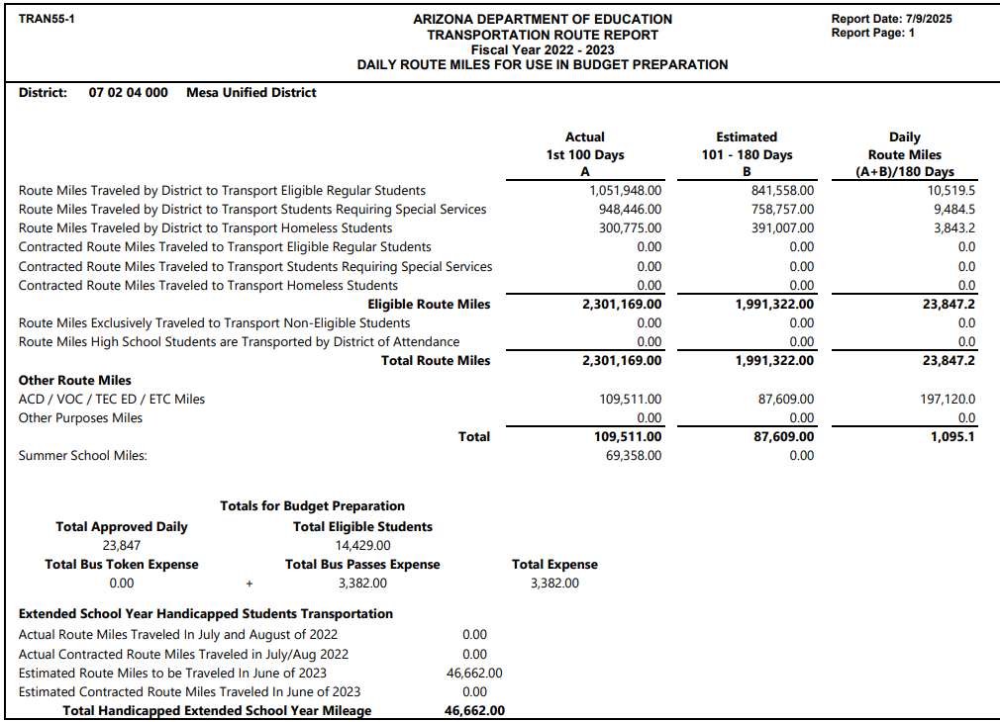 TRAN55-1
ARIZONA DEPARTMENT OF EDUCATION
TRANSPORTATION ROUTE REPORT
Fiscal Year 2022 - 2023
DAILY ROUTE MILES FOR USE IN BUDGET PREPARATION
Report Date: 7/9/2025
Report Page: 1
District: 07 02 04 000 Mesa Unified District
Actual Estimated Daily
1st 100 Days 101 - 180 Days Route Miles
A B (A+B)/180 Days
Route Miles Traveled by District to Transport Eligible Regular Students 1,051,948.00 841,558.00 10,519.5
Route Miles Traveled by District to Transport Students Requiring Special Services 948,446.00 758,757.00 9,484.5
Route Miles Traveled by District to Transport Homeless Students 300,775.00 391,007.00 3,843.2
Contracted Route Miles Traveled to Transport Eligible Regular Students 0.00 0.00 0.0
Contracted Route Miles Traveled to Transport Students Requiring Special Services 0.00 0.00 0.0
Contracted Route Miles Traveled to Transport Homeless Students 0.00 0.00 0.0
Eligible Route Miles 2,301,169.00 1,991,322.00 23,847.2
Route Miles Exclusively Traveled to Transport Non-Eligible Students 0.00 0.00 0.0
Route Miles High School Students are Transported by District of Attendance 0.00 0.00 0.0
Total Route Miles 2,301,169.00 1,991,322.00 23,847.2
Other Route Miles
ACD / VOC / TEC ED / ETC Miles 109,511.00 87,609.00 197,120.0
Other Purposes Miles 0.00 0.00 0.0
Total 109,511.00 87,609.00 1,095.1
Summer School Miles: 69,358.00 0.00
Totals for Budget Preparation
Total Approved Daily Total Eligible Students
23,847 14,429.00
Total Bus Token Expense Total Bus Passes Expense Total Expense
0.00 + 3,382.00 3,382.00
Extended School Year Handicapped Students Transportation
Actual Route Miles Traveled In July and August of 2022 0.00
Actual Contracted Route Miles Traveled in July/Aug 2022 0.00
Estimated Route Miles to be Traveled In June of 2023 46,662.00
Estimated Contracted Route Miles Traveled In June of 2023 0.00
Total Handicapped Extended School Year Mileage 46,662.00